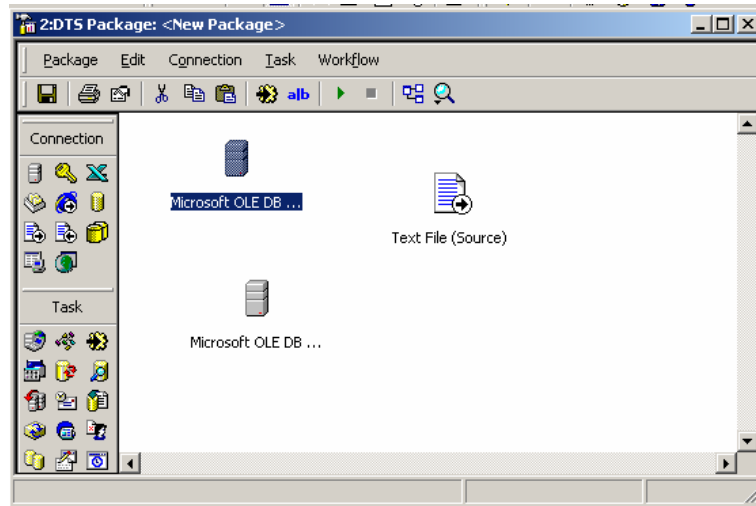 2:DTS Package: <New Package>
Package Edit Connection Task Workflow
a|b
Connection
Microsoft OLE DB ...
Text File (Source)
Task
Microsoft OLE DB ...